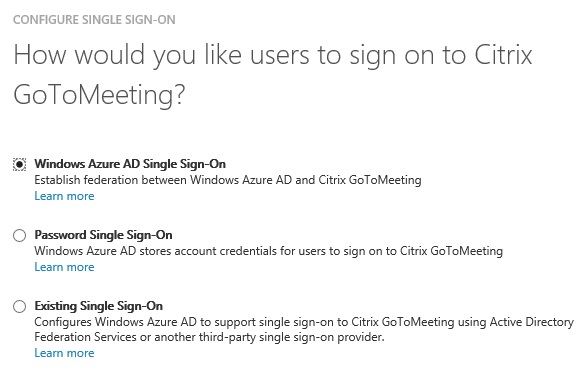 CONFIGURE SINGLE SIGN-ON
How would you like users to sign on to Citrix
GoToMeeting?
Windows Azure AD Single Sign-On
Establish federation between Windows Azure AD and Citrix GoToMeeting
Learn more
Password Single Sign-On
Windows Azure AD stores account credentials for users to sign on to Citrix GoToMeeting
Learn more
Existing Single Sign-On
Configures Windows Azure AD to support single sign-on to Citrix GoToMeeting using Active Directory
Federation Services or another third-party single sign-on provider.
Learn more